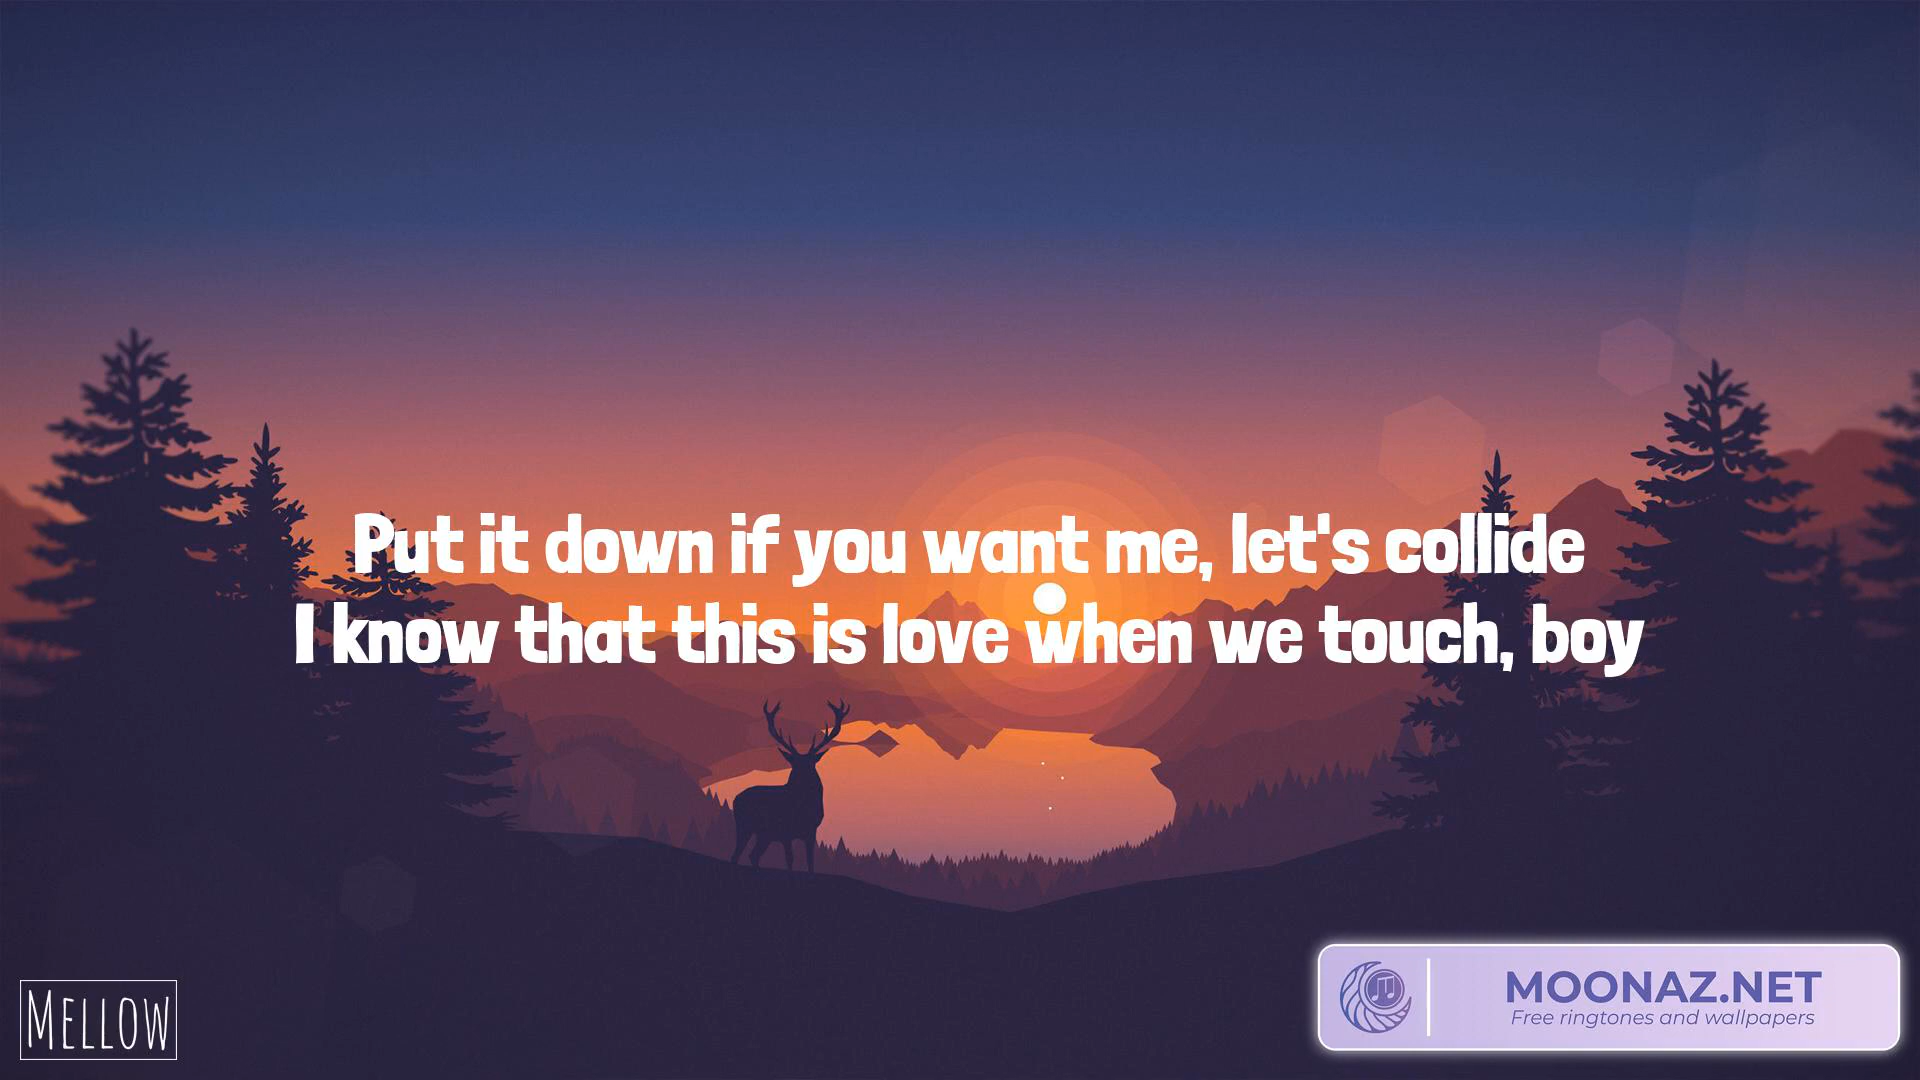 Put it down if you want me, let's collide
I know that this is love when we touch, boy
MELLOW
MOONAZ.NET
Free ringtones and wallpapers